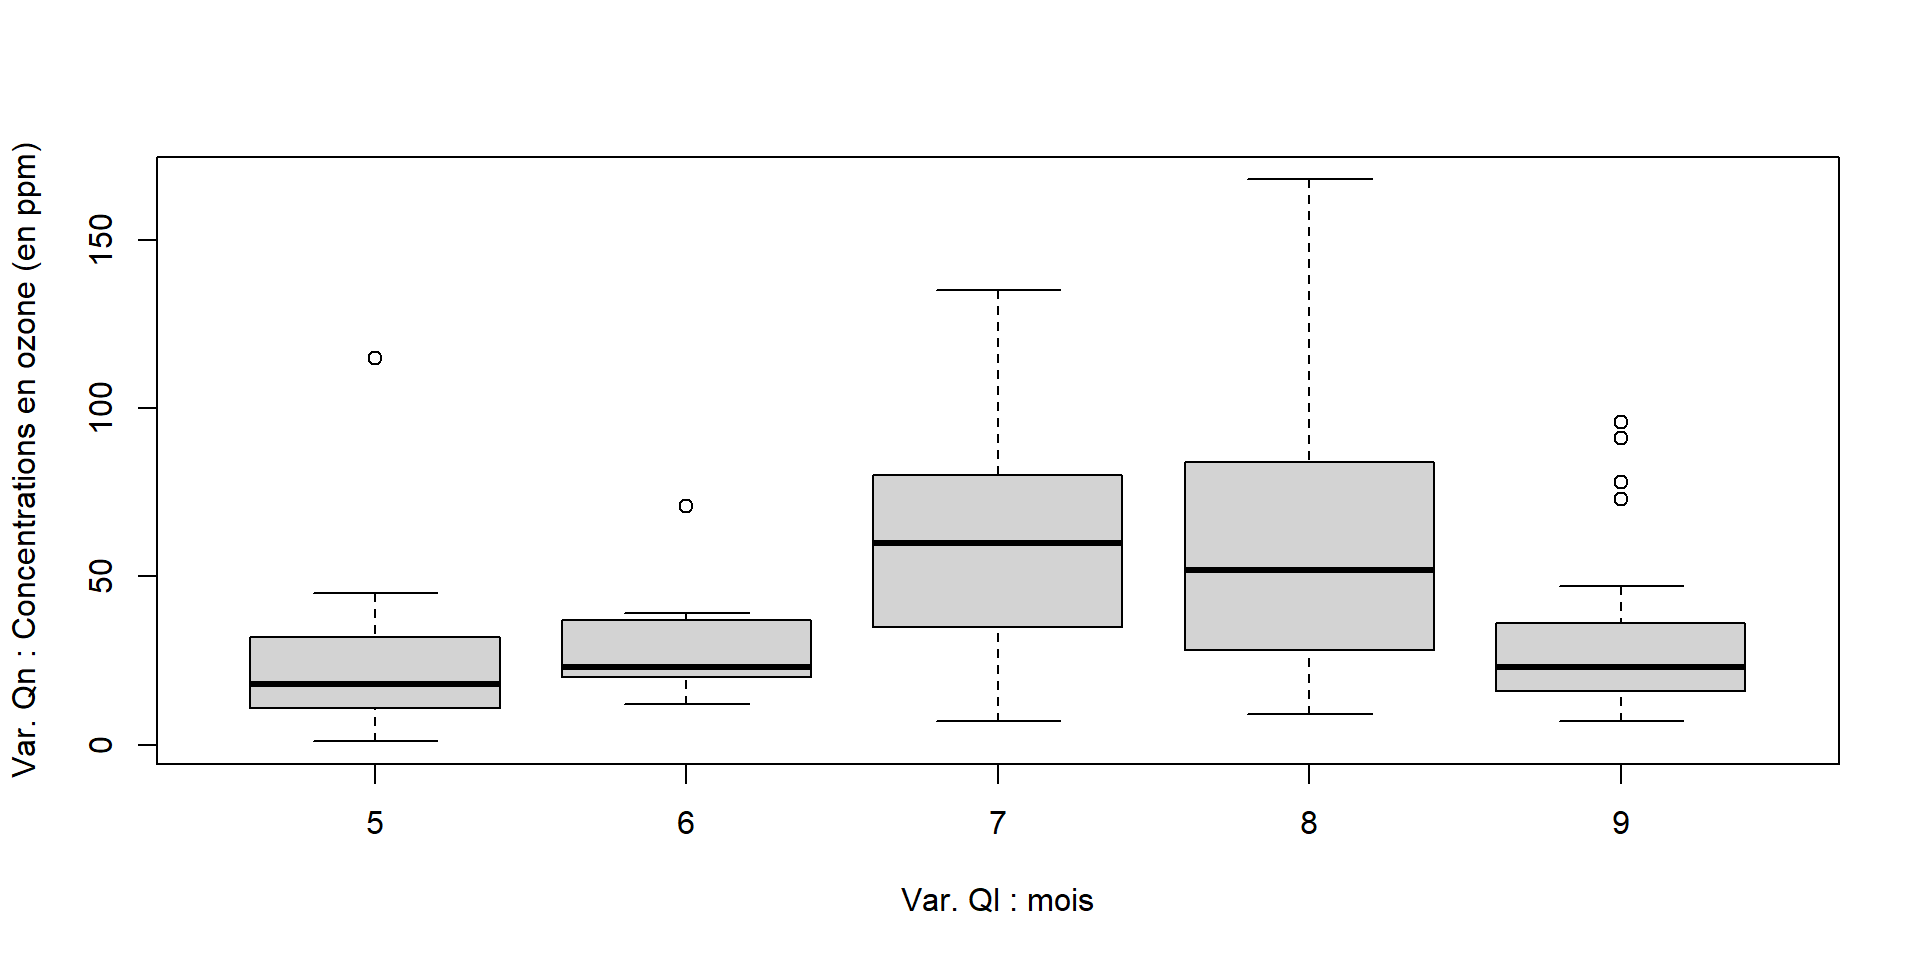 Var. Qn : Concentrations en ozone (en ppm)
150
100
50
0
5 6 7 8 9
Var. Ql : mois